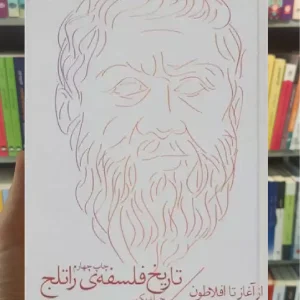 چاپ چهارم
تاریخ فلسفه‌ی راتلج
از آغاز تا افلاطون